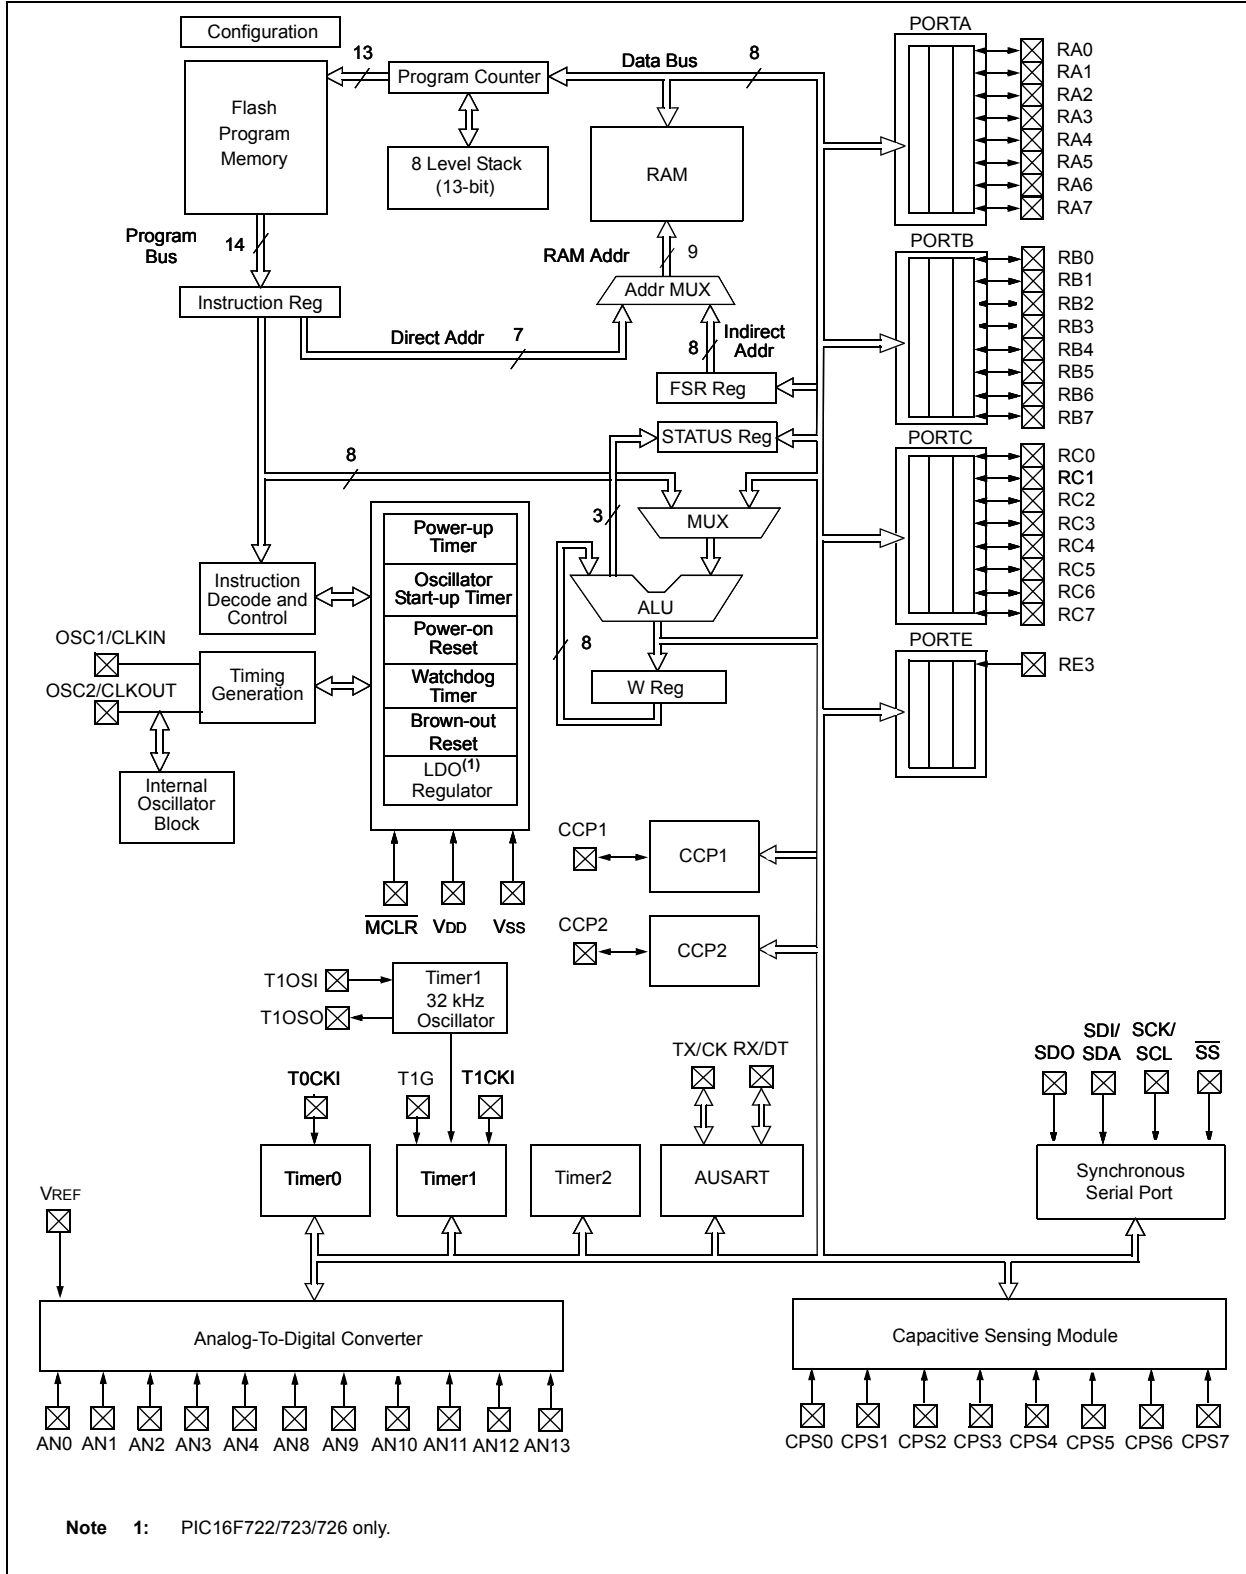 Configuration
Flash
Program
Memory
13
Program Counter
8 Level Stack
(13-bit)
Data Bus
8
RAM
Program
Bus
14
RAM Addr
9
Addr MUX
Instruction Reg
Direct Addr
7
8
Indirect
Addr
FSR Reg
STATUS Reg
8
3
MUX
ALU
8
W Reg
Power-up
Timer
Oscillator
Start-up Timer
Power-on
Reset
Watchdog
Timer
Brown-out
Reset
LDO(1)
Regulator
Instruction
Decode and
Control
OSC1/CLKIN
Timing
Generation
OSC2/CLKOUT
Internal
Oscillator
Block
MCLR
VDD
VSS
PORTA
RA0
RA1
RA2
RA3
RA4
RA5
RA6
RA7
PORTB
RB0
RB1
RB2
RB3
RB4
RB5
RB6
RB7
PORTC
RC0
RC1
RC2
RC3
RC4
RC5
RC6
RC7
PORTE
RE3
CCP1
CCP1
CCP2
CCP2
T1OSI
T1OSO
Timer1
32 kHz
Oscillator
T0CKI
T1G
T1CKI
TX/CK
RX/DT
SDO
SDI/
SDA
SCK/
SCL
SS
Timer0
Timer1
Timer2
AUSART
Synchronous
Serial Port
VREF
Analog-To-Digital Converter
Capacitive Sensing Module
AN0 AN1 AN2 AN3 AN4 AN8 AN9 AN10 AN11 AN12 AN13
CPS0 CPS1 CPS2 CPS3 CPS4 CPS5 CPS6 CPS7
Note 1: PIC16F722/723/726 only.